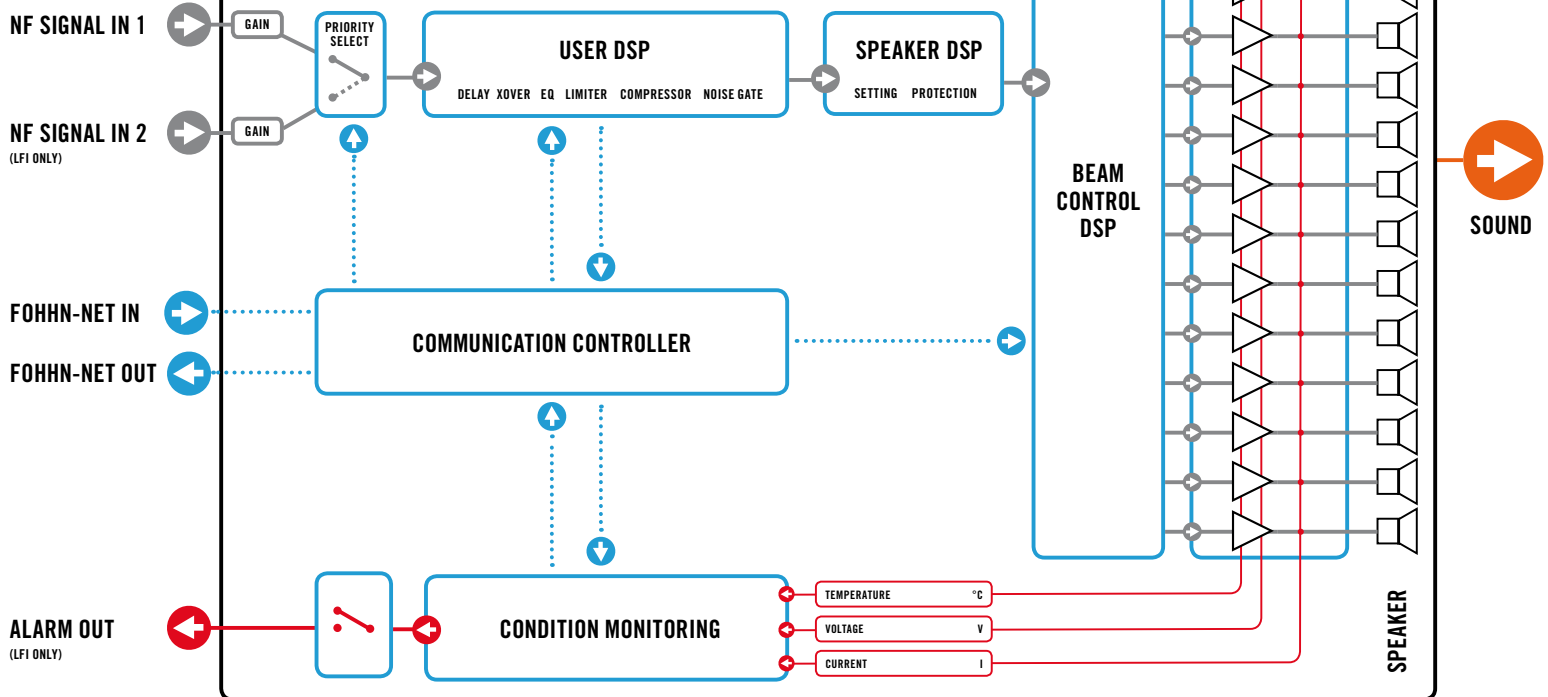 NF SIGNAL IN 1
GAIN
PRIORITY
SELECT
USER DSP
DELAY XOVER EQ LIMITER COMPRESSOR NOISE GATE
SPEAKER DSP
SETTING PROTECTION
NF SIGNAL IN 2
(LFI ONLY)
GAIN
BEAM
CONTROL
DSP
SOUND
FOHHN-NET IN
FOHHN-NET OUT
COMMUNICATION CONTROLLER
ALARM OUT
(LFI ONLY)
CONDITION MONITORING
TEMPERATURE °C
VOLTAGE V
CURRENT I
SPEAKER